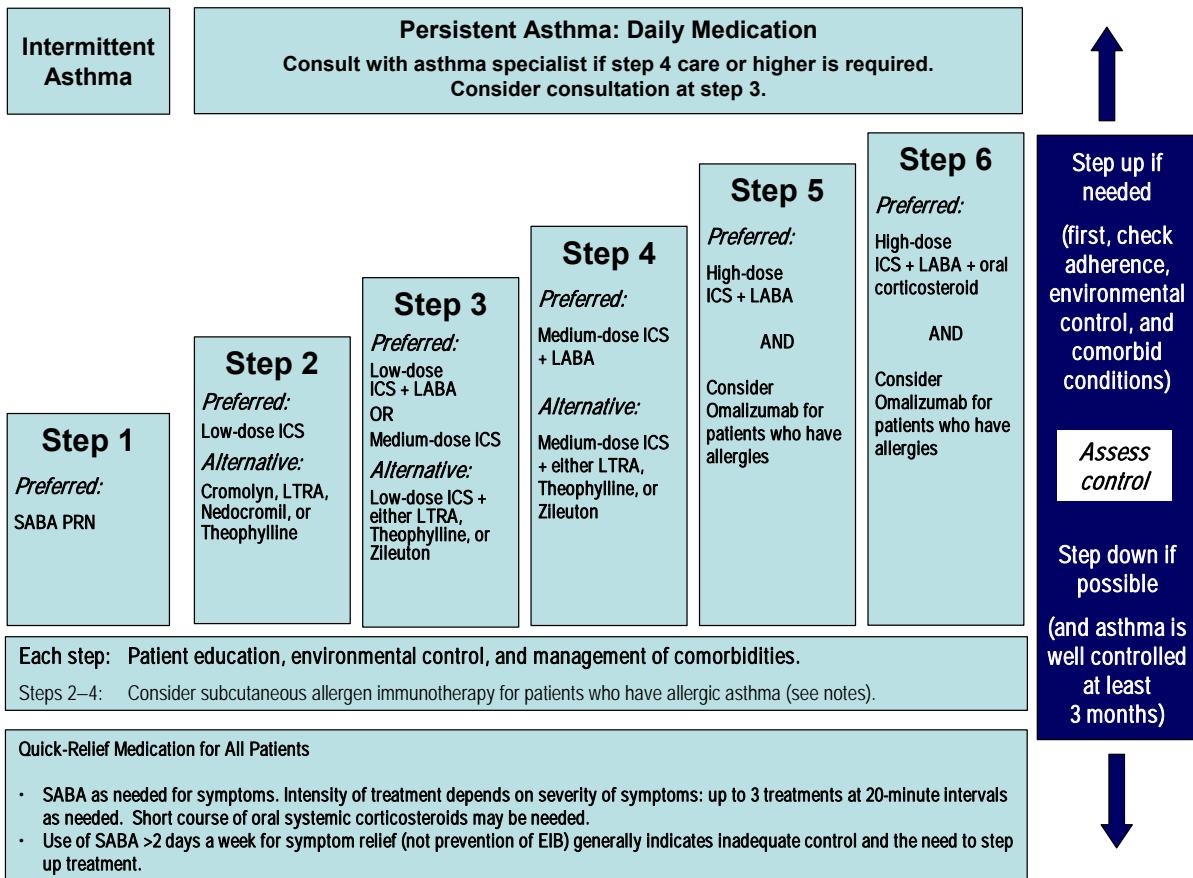 Intermittent
Asthma
Persistent Asthma: Daily Medication
Consult with asthma specialist if step 4 care or higher is required.
Consider consultation at step 3.
Step 1
Preferred:
SABA PRN
Step 2
Preferred:
Low-dose ICS
Alternative:
Cromolyn, LTRA,
Nedocromil, or
Theophylline
Step 3
Preferred:
Low-dose
ICS + LABA
OR
Medium-dose ICS
Alternative:
Low-dose ICS +
either LTRA,
Theophylline, or
Zileuton
Step 4
Preferred:
Medium-dose ICS
+ LABA
Alternative:
Medium-dose ICS
+ either LTRA,
Theophylline, or
Zileuton
Step 5
Preferred:
High-dose
ICS + LABA
AND
Consider
Omalizumab for
patients who have
allergies
Step 6
Preferred:
High-dose
ICS + LABA + oral
corticosteroid
AND
Consider
Omalizumab for
patients who have
allergies
Step up if
needed
(first, check
adherence,
environmental
control, and
comorbid
conditions)
Assess
control
Step down if
possible
(and asthma is
well controlled
at least
3 months)
Each step: Patient education, environmental control, and management of comorbidities.
Steps 2–4: Consider subcutaneous allergen immunotherapy for patients who have allergic asthma (see notes).
Quick-Relief Medication for All Patients
• SABA as needed for symptoms. Intensity of treatment depends on severity of symptoms: up to 3 treatments at 20-minute intervals
as needed. Short course of oral systemic corticosteroids may be needed.
• Use of SABA >2 days a week for symptom relief (not prevention of EIB) generally indicates inadequate control and the need to step
up treatment.